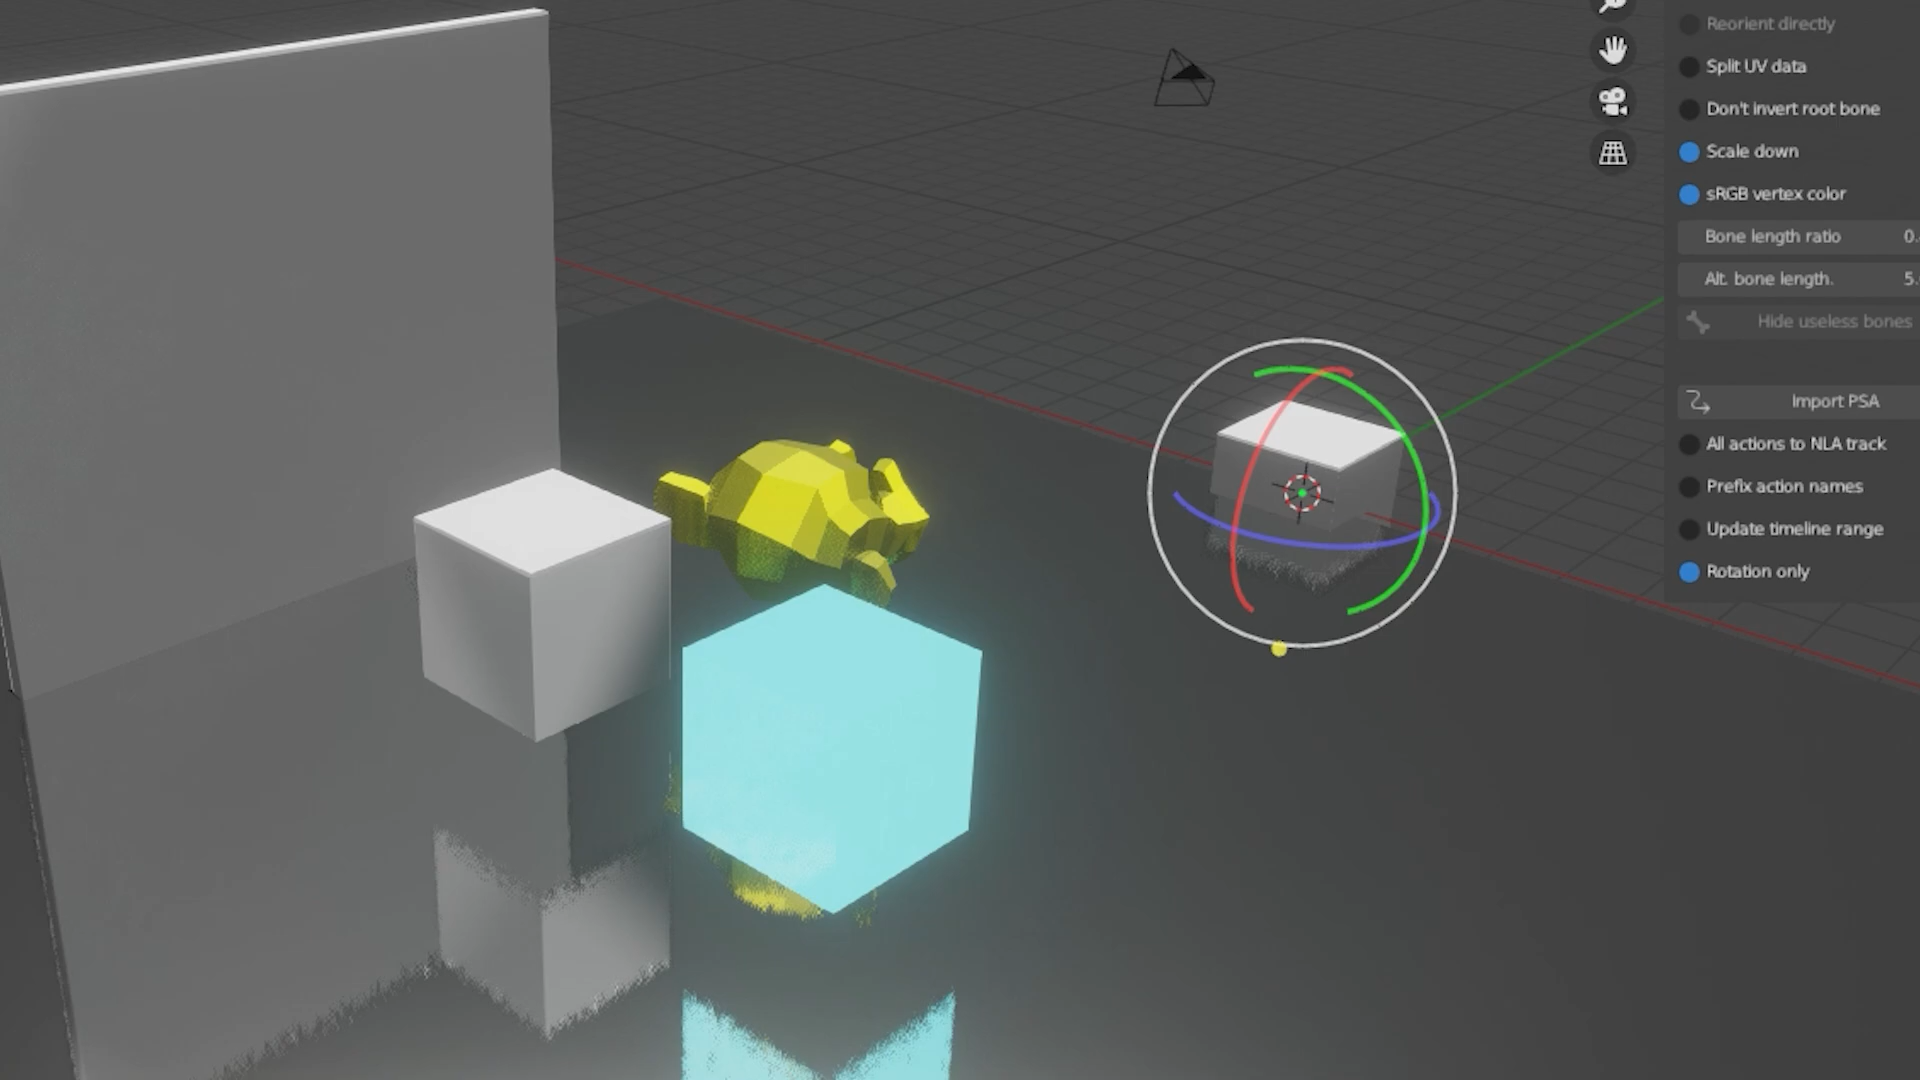 Reorient directly
Split UV data
Don't invert root bone
Scale down
sRGB vertex color
Bone length ratio 0.
Alt. bone length. 5.
Hide useless bones
Import PSA
All actions to NLA track
Prefix action names
Update timeline range
Rotation only